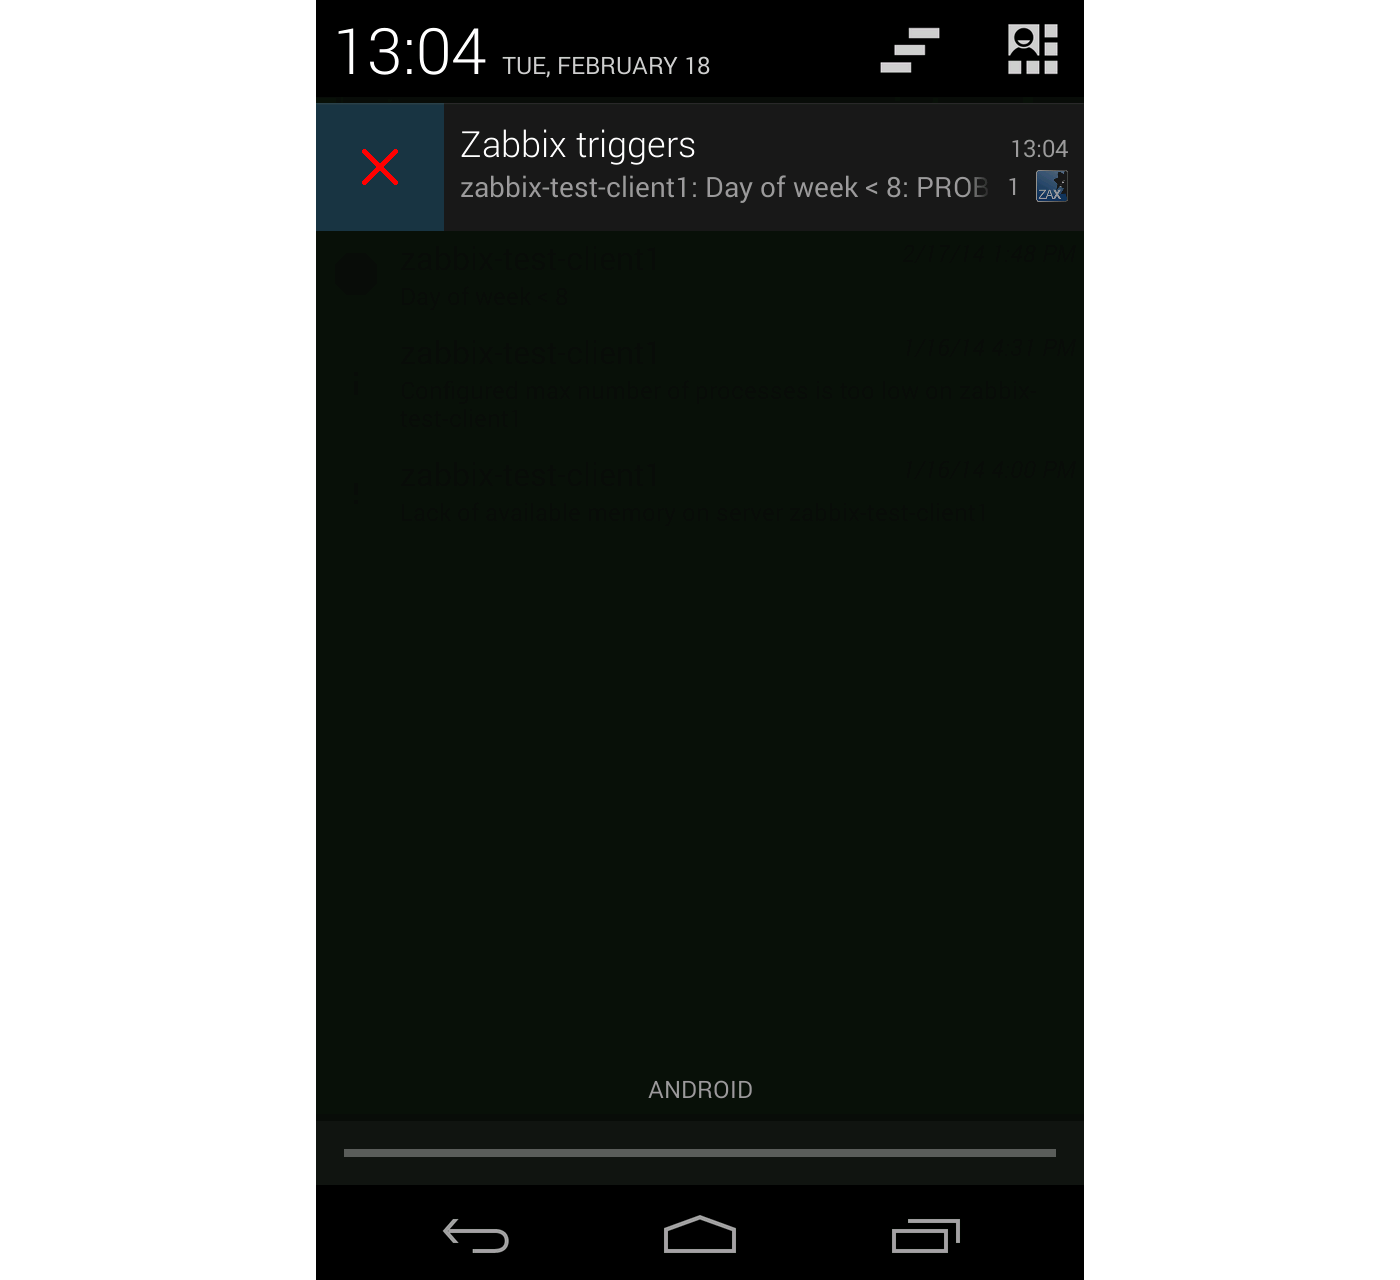 13:04 TUE, FEBRUARY 18
Zabbix triggers 13:04
zabbix-test-client1: Day of week < 8: PROB 1 ZAX
zabbix-test-client1 2/17/14 1:48 PM
Day of week < 8
zabbix-test-client1 1/16/14 4:31 PM
Configured max number of processes is too low on zabbix-
test-client1
zabbix-test-client1 1/16/14 4:00 PM
Lack of available memory on server zabbix-test-client1
ANDROID